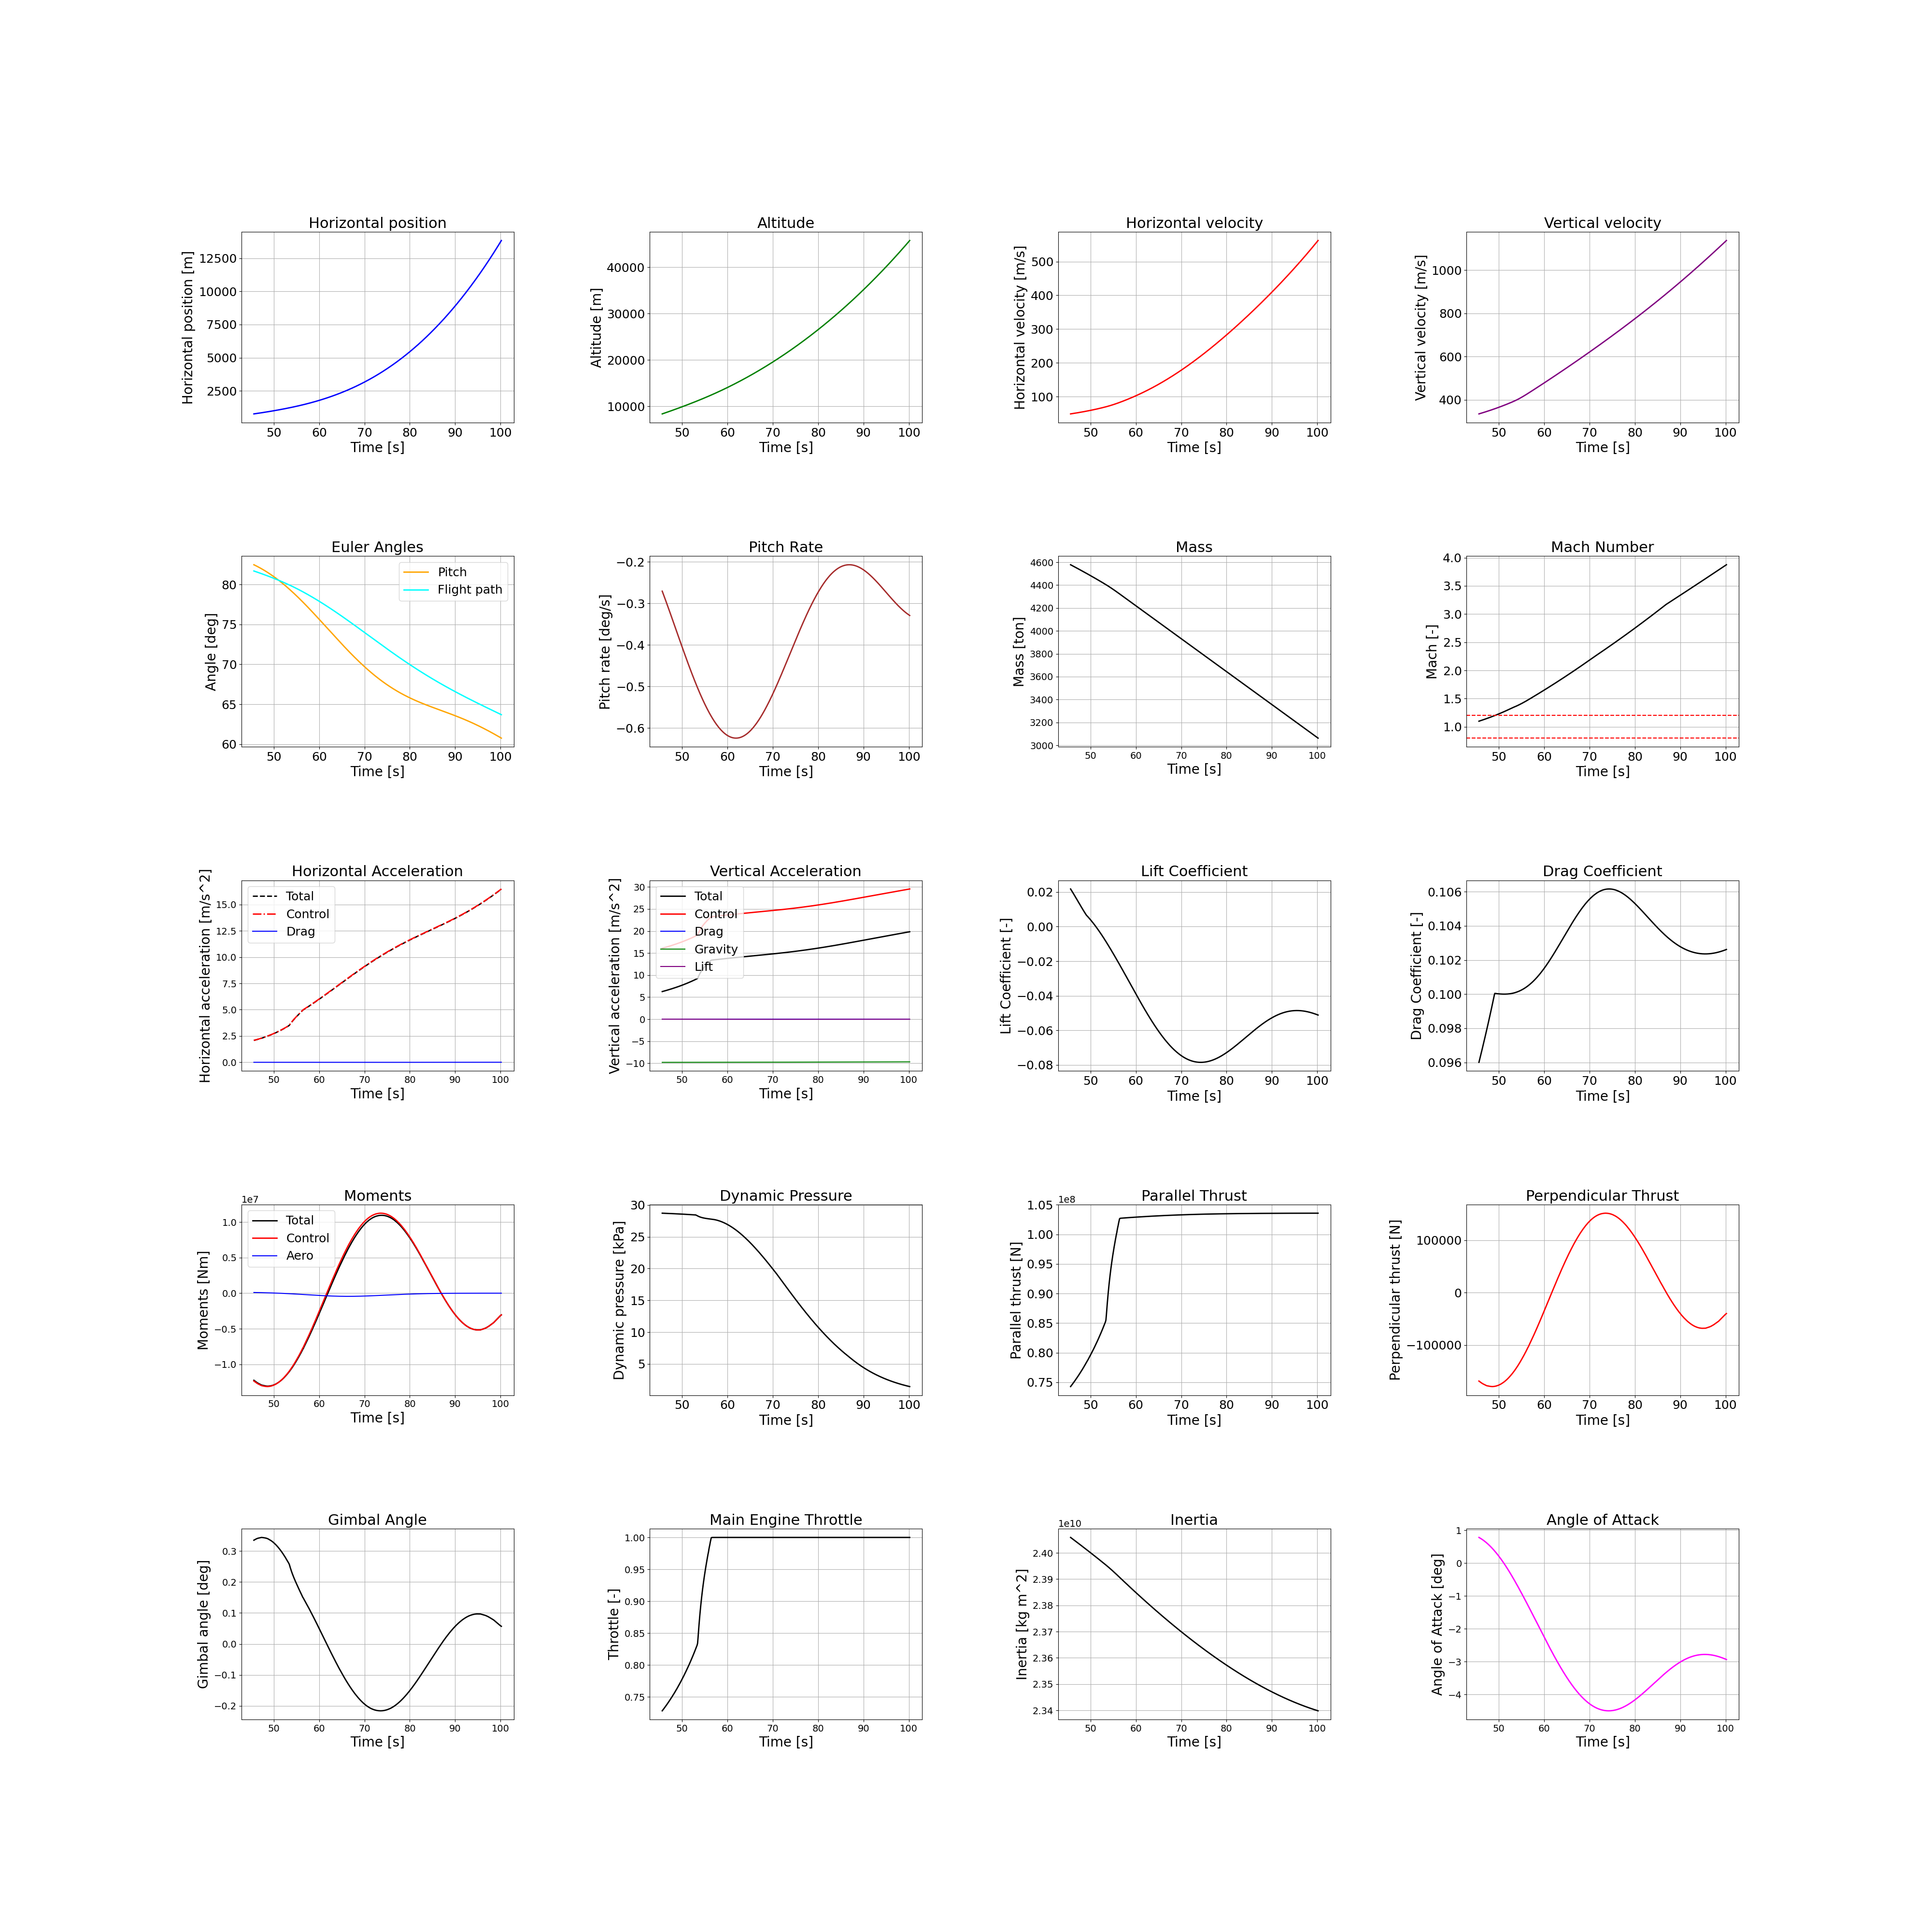 Horizontal position
Horizontal position [m]
12500
10000
7500
5000
2500
50 60 70 80 90 100
Time [s]
Altitude
Altitude [m]
40000
30000
20000
10000
50 60 70 80 90 100
Time [s]
Horizontal velocity
Horizontal velocity [m/s]
500
400
300
200
100
50 60 70 80 90 100
Time [s]
Vertical velocity
Vertical velocity [m/s]
1000
800
600
400
50 60 70 80 90 100
Time [s]
Euler Angles
Angle [deg]
80
75
70
65
60
Pitch
Flight path
50 60 70 80 90 100
Time [s]
Pitch Rate
Pitch rate [deg/s]
−0.2
−0.3
−0.4
−0.5
−0.6
50 60 70 80 90 100
Time [s]
Mass
Mass [ton]
4600
4400
4200
4000
3800
3600
3400
3200
3000
50 60 70 80 90 100
Time [s]
Mach Number
Mach [-]
4.0
3.5
3.0
2.5
2.0
1.5
1.0
50 60 70 80 90 100
Time [s]
Horizontal Acceleration
Horizontal acceleration [m/s^2]
15.0
12.5
10.0
7.5
5.0
2.5
0.0
Total
Control
Drag
50 60 70 80 90 100
Time [s]
Vertical Acceleration
Vertical acceleration [m/s^2]
30
25
20
15
10
5
0
−5
−10
Total
Control
Drag
Gravity
Lift
50 60 70 80 90 100
Time [s]
Lift Coefficient
Lift Coefficient [-]
0.02
0.00
−0.02
−0.04
−0.06
−0.08
50 60 70 80 90 100
Time [s]
Drag Coefficient
Drag Coefficient [-]
0.106
0.104
0.102
0.100
0.098
0.096
50 60 70 80 90 100
Time [s]
Moments
1e7
Moments [Nm]
1.0
0.5
0.0
−0.5
−1.0
Total
Control
Aero
50 60 70 80 90 100
Time [s]
Dynamic Pressure
Dynamic pressure [kPa]
30
25
20
15
10
5
50 60 70 80 90 100
Time [s]
Parallel Thrust
1e8
Parallel thrust [N]
1.05
1.00
0.95
0.90
0.85
0.80
0.75
50 60 70 80 90 100
Time [s]
Perpendicular Thrust
Perpendicular thrust [N]
100000
0
−100000
50 60 70 80 90 100
Time [s]
Gimbal Angle
Gimbal angle [deg]
0.3
0.2
0.1
0.0
−0.1
−0.2
50 60 70 80 90 100
Time [s]
Main Engine Throttle
Throttle [-]
1.00
0.95
0.90
0.85
0.80
0.75
50 60 70 80 90 100
Time [s]
Inertia
1e10
Inertia [kg m^2]
2.40
2.39
2.38
2.37
2.36
2.35
2.34
50 60 70 80 90 100
Time [s]
Angle of Attack
Angle of Attack [deg]
1
0
−1
−2
−3
−4
50 60 70 80 90 100
Time [s]